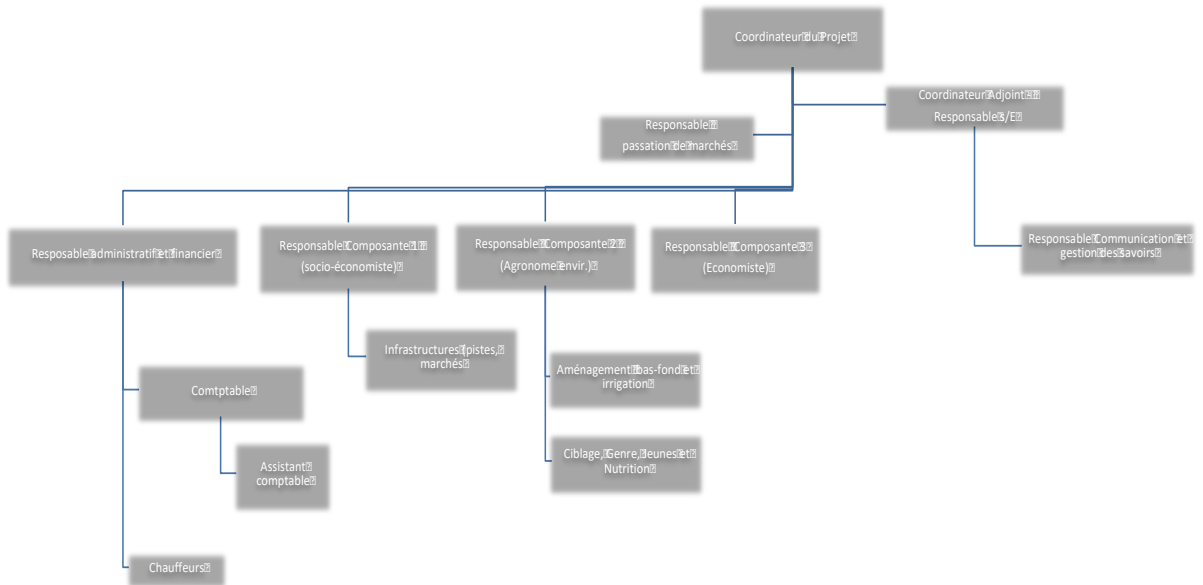 Coordinateur du Projet
Coordinateur Adjoint -
Responsable s/E
Responsable
passation de marchés
Resposable administratif et financier
Responsable Composante 1
(socio-économiste)
Responsable Composante 2
(Agronome envir.)
Responsable Composante 3
(Economiste)
Responsable Communication et
gestion des savoirs
Infrastructures (pistes,
marchés
Aménagement bas-fond et
irrigation
Comtptable
Ciblage, Genre, Jeunes et
Nutrition
Assistant
comptable
Chauffeurs